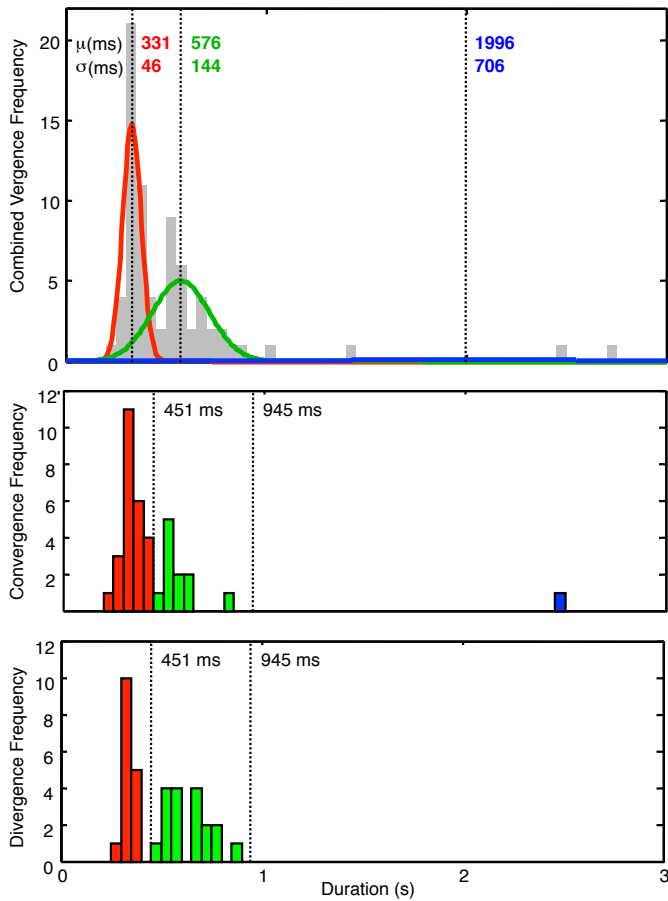 Combined Vergence Frequency
20
15
10
5
0
μ(ms) 331 576 1996
σ(ms) 46 144 706
Convergence Frequency
12
10
8
6
4
2
451 ms 945 ms
Divergence Frequency
12
10
8
6
4
2
0
451 ms 945 ms
0 1 2 3
Duration (s)